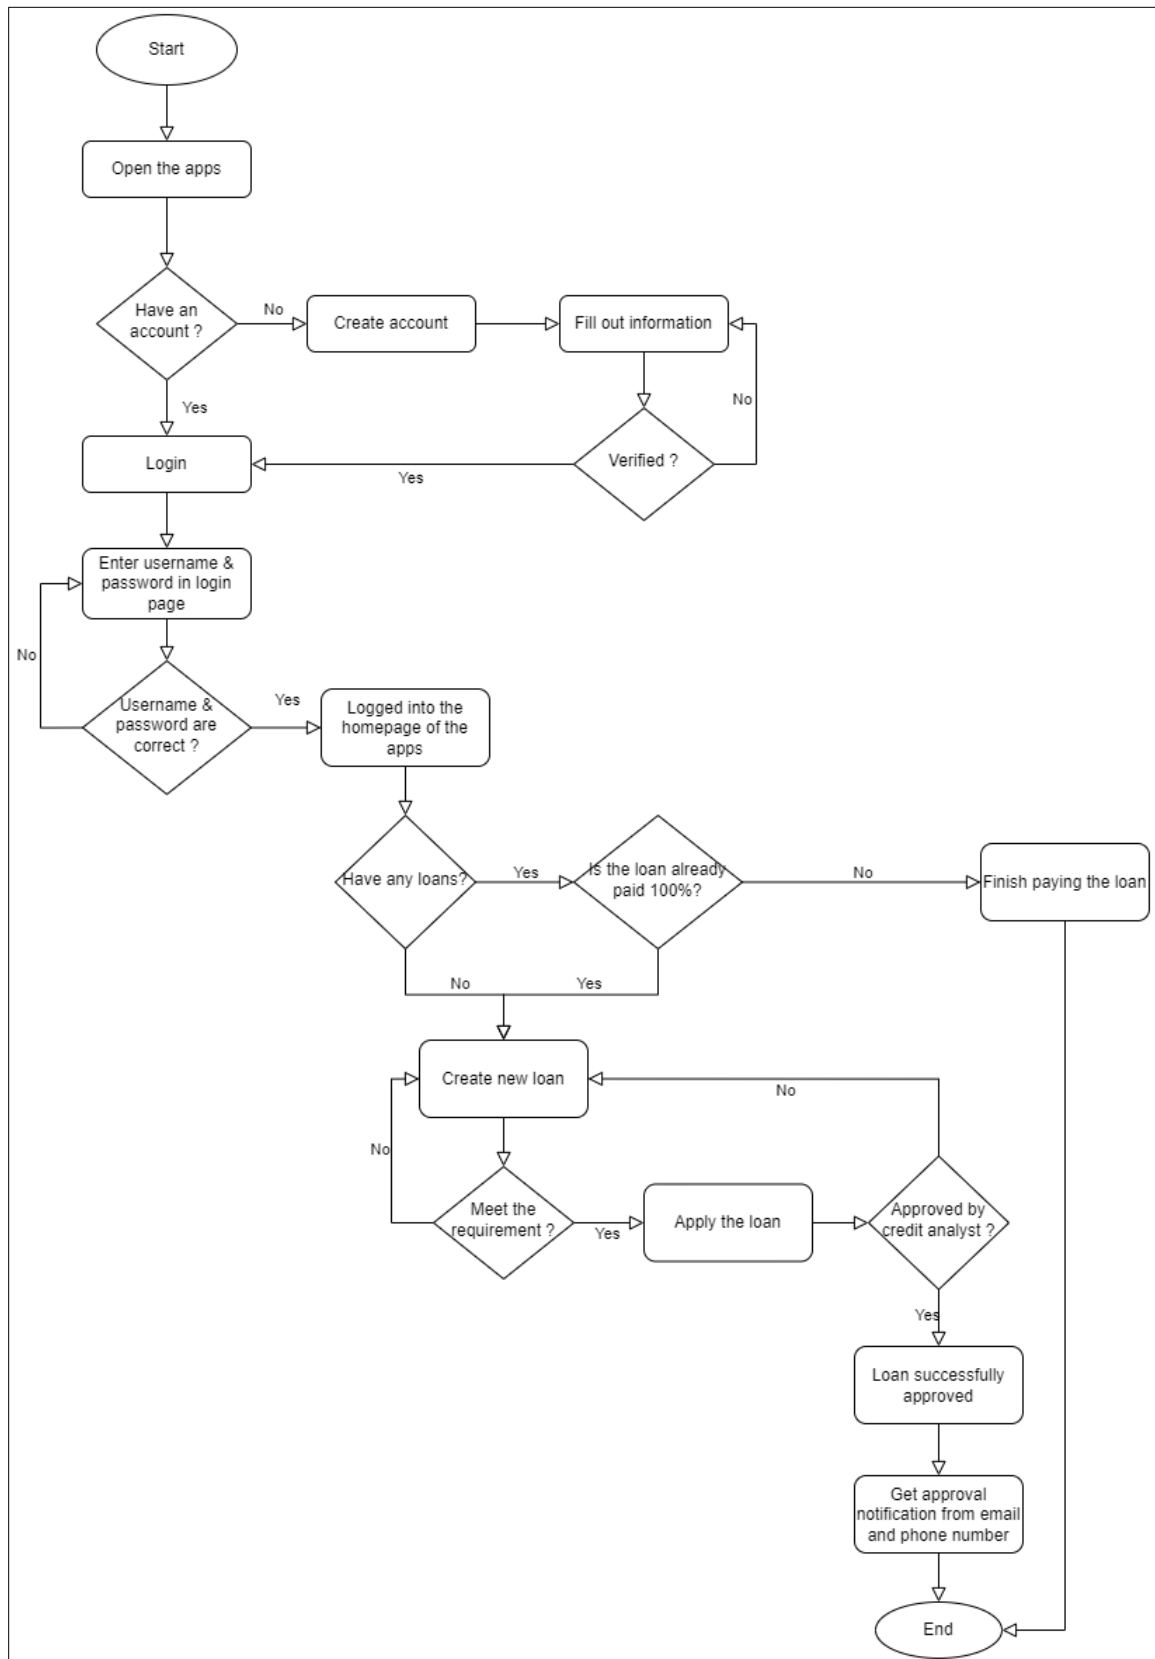 Start
Open the apps
Have an
account ?
No
Create account
Fill out information
No
Yes
Login
Yes
Verified ?
Enter username &
password in login
page
No
Username &
password are
correct ?
Yes
Logged into the
homepage of the
apps
Have any loans?
Yes
Is the loan already
paid 100%?
No
Finish paying the loan
No
Yes
Create new loan
No
No
Meet the
requirement ?
Yes
Apply the loan
Approved by
credit analyst ?
Yes
Loan successfully
approved
Get approval
notification from email
and phone number
End